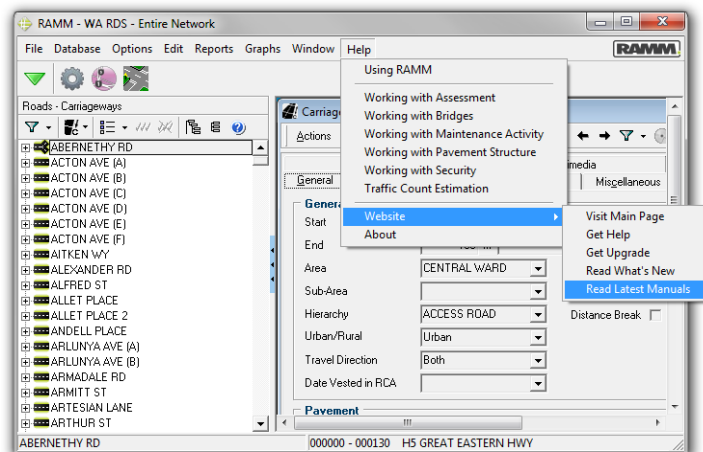 RAMM - WA RDS - Entire Network
File Database Options Edit Reports Graphs Window Help
RAMM
Using RAMM
Working with Assessment
Working with Bridges
Working with Maintenance Activity
Working with Pavement Structure
Working with Security
Traffic Count Estimation
Website
About
Visit Main Page
Get Help
Get Upgrade
Read What's New
Read Latest Manuals
Roads - Carriageways
ABERNETHY RD
ACTON AVE (A)
ACTON AVE (B)
ACTON AVE (C)
ACTON AVE (D)
ACTON AVE (E)
ACTON AVE (F)
AITKEN WY
ALEXANDER RD
ALFRED ST
ALLET PLACE
ALLET PLACE 2
ANDELL PLACE
ARLUNYA AVE (A)
ARLUNYA AVE (B)
ARMADALE RD
ARMITT ST
ARTESIAN LANE
ARTHUR ST
Carriage
Actions
imedia
General
Miscellaneous
Genera
Start
End
Area CENTRAL WARD
Sub-Area
Hierarchy ACCESS ROAD
Distance Break
Urban/Rural Urban
Travel Direction Both
Date Vested in RCA
Pavement
ABERNETHY RD
000000 - 000130 H5 GREAT EASTERN HWY